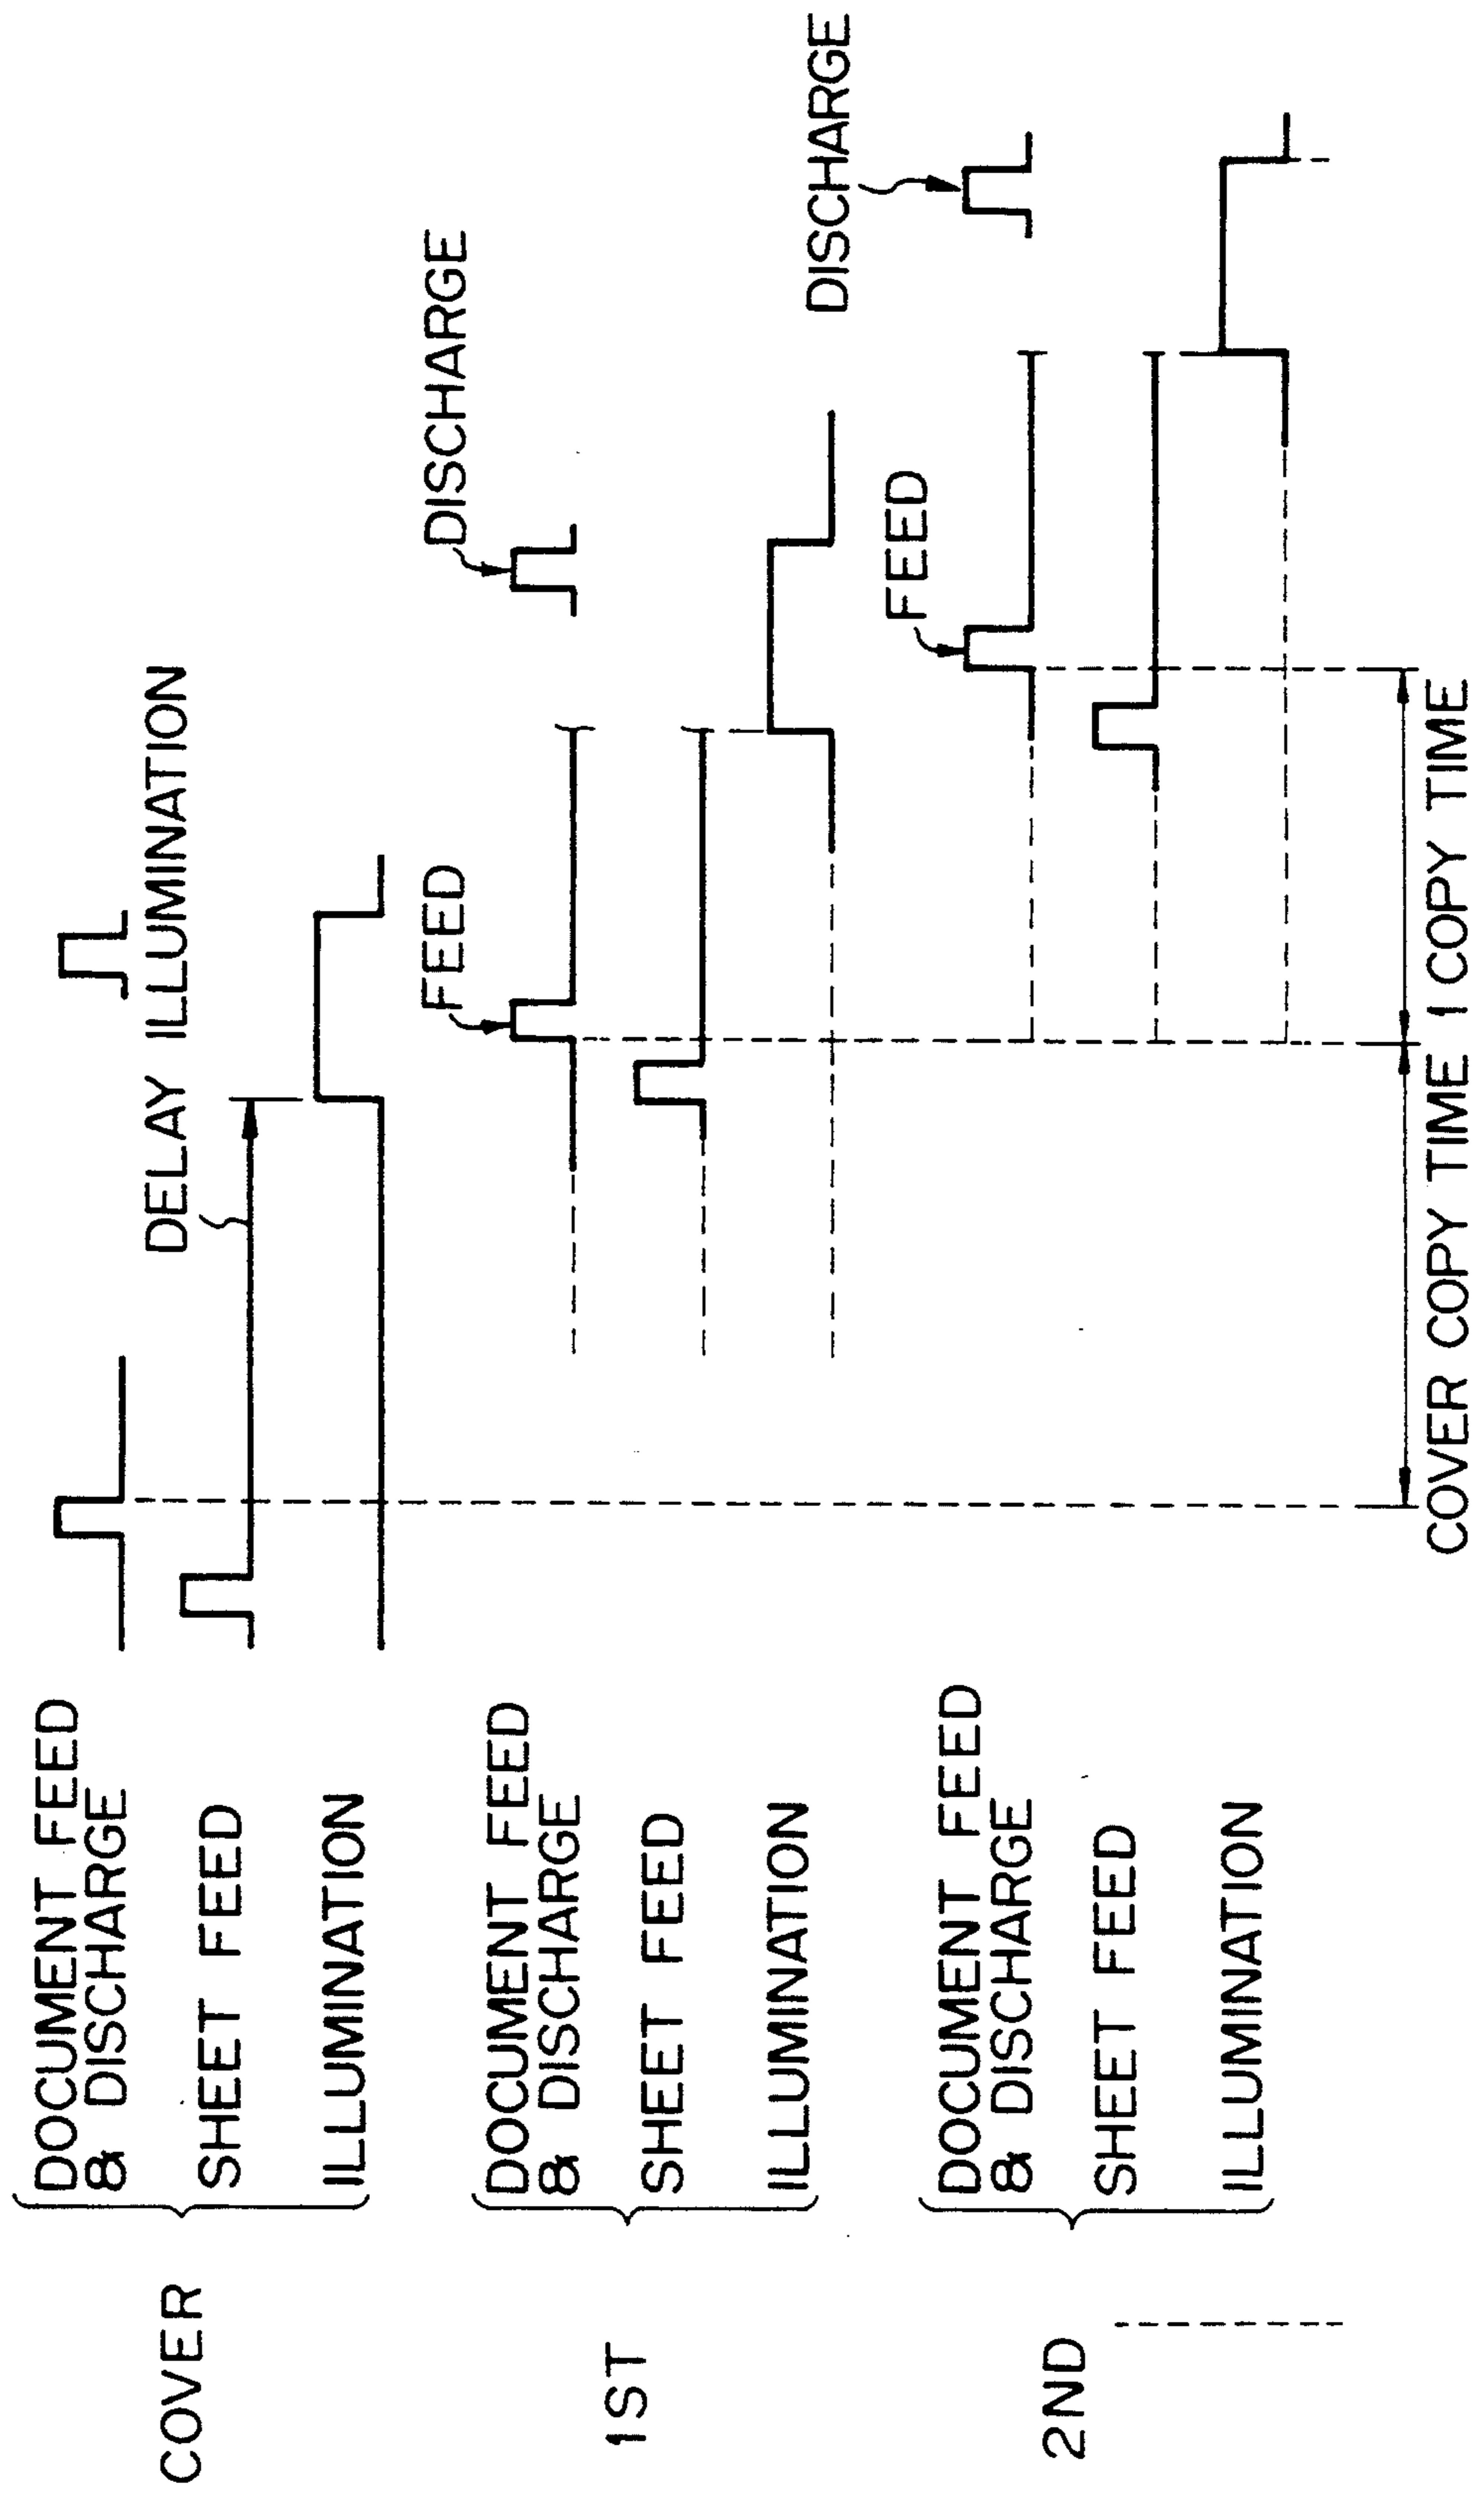 COVER
DOCUMENT FEED
& DISCHARGE
SHEET FEED
ILLUMINATION
DELAY ILLUMINATION
1ST
DOCUMENT FEED
& DISCHARGE
SHEET FEED
ILLUMINATION
FEED
DISCHARGE
2ND
DOCUMENT FEED
& DISCHARGE
SHEET FEED
ILLUMINATION
FEED
DISCHARGE
COVER COPY TIME
1 COPY TIME